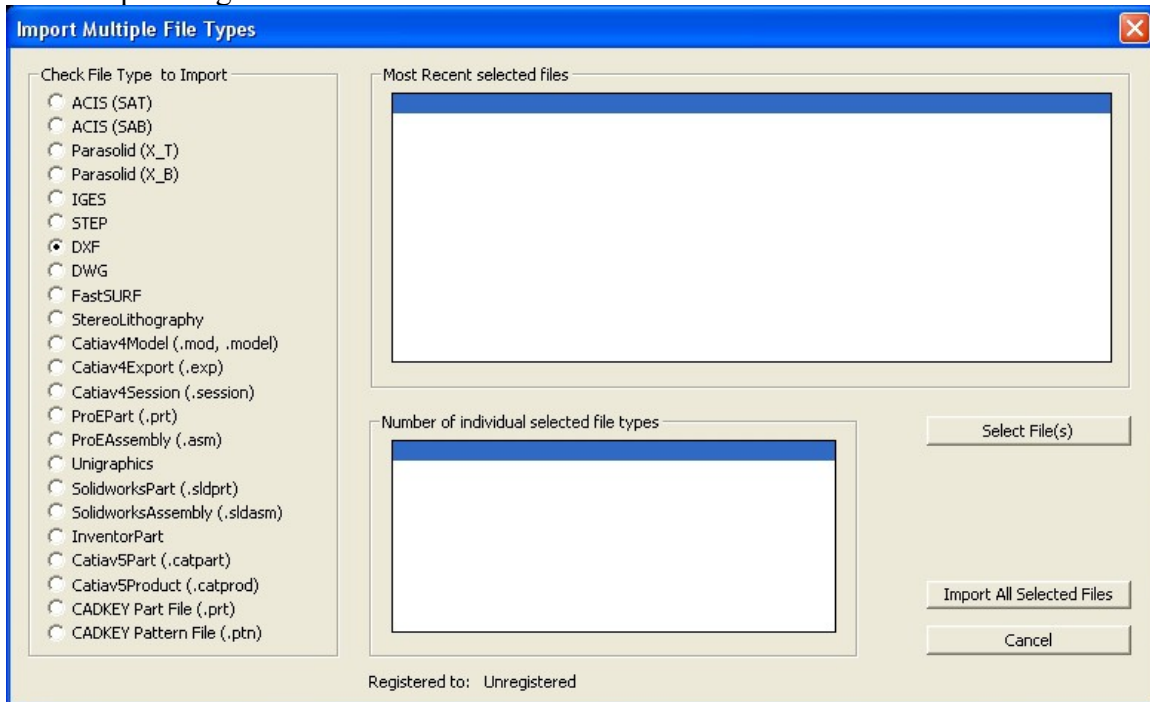 Import Multiple File Types
Check File Type to Import
ACIS (SAT)
ACIS (SAB)
Parasolid (X_T)
Parasolid (X_B)
IGES
STEP
DXF
DWG
FastSURF
StereoLithography
Catiav4Model (.mod, .model)
Catiav4Export (.exp)
Catiav4Session (.session)
ProEPart (.prt)
ProEAssembly (.asm)
Unigraphics
SolidworksPart (.sldprt)
SolidworksAssembly (.sldasm)
InventorPart
Catiav5Part (.catpart)
Catiav5Product (.catprod)
CADKEY Part File (.prt)
CADKEY Pattern File (.ptn)
Most Recent selected files
Number of individual selected file types
Select File(s)
Import All Selected Files
Cancel
Registered to: Unregistered